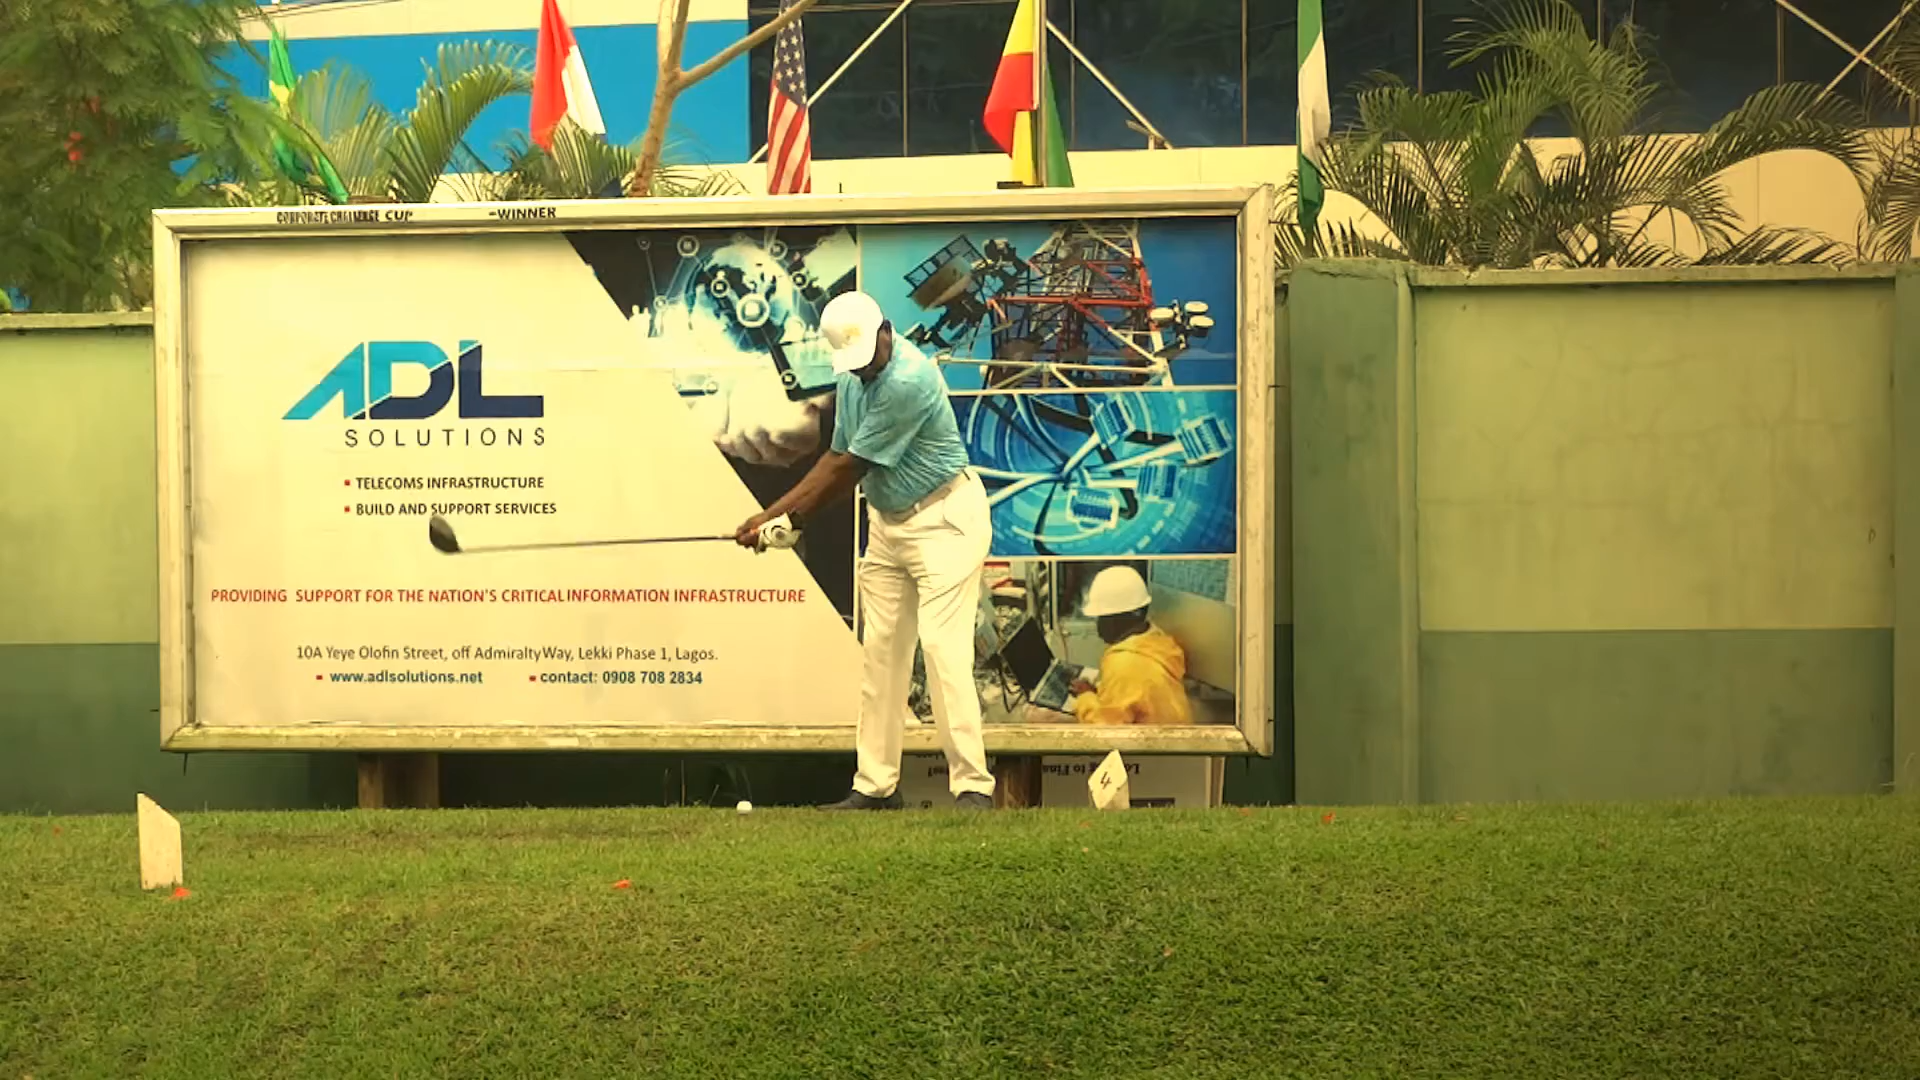 CORPORATE CHALLENGE CUP -WINNER
ADL
SOLUTIONS
TELECOMS INFRASTRUCTURE
BUILD AND SUPPORT SERVICES
PROVIDING SUPPORT FOR THE NATION'S CRITICAL INFORMATION INFRASTRUCTURE
10A Yeye Olofin Street, off Admiralty Way, Lekki Phase 1, Lagos.
www.adlsolutions.net contact: 0908 708 2834
4